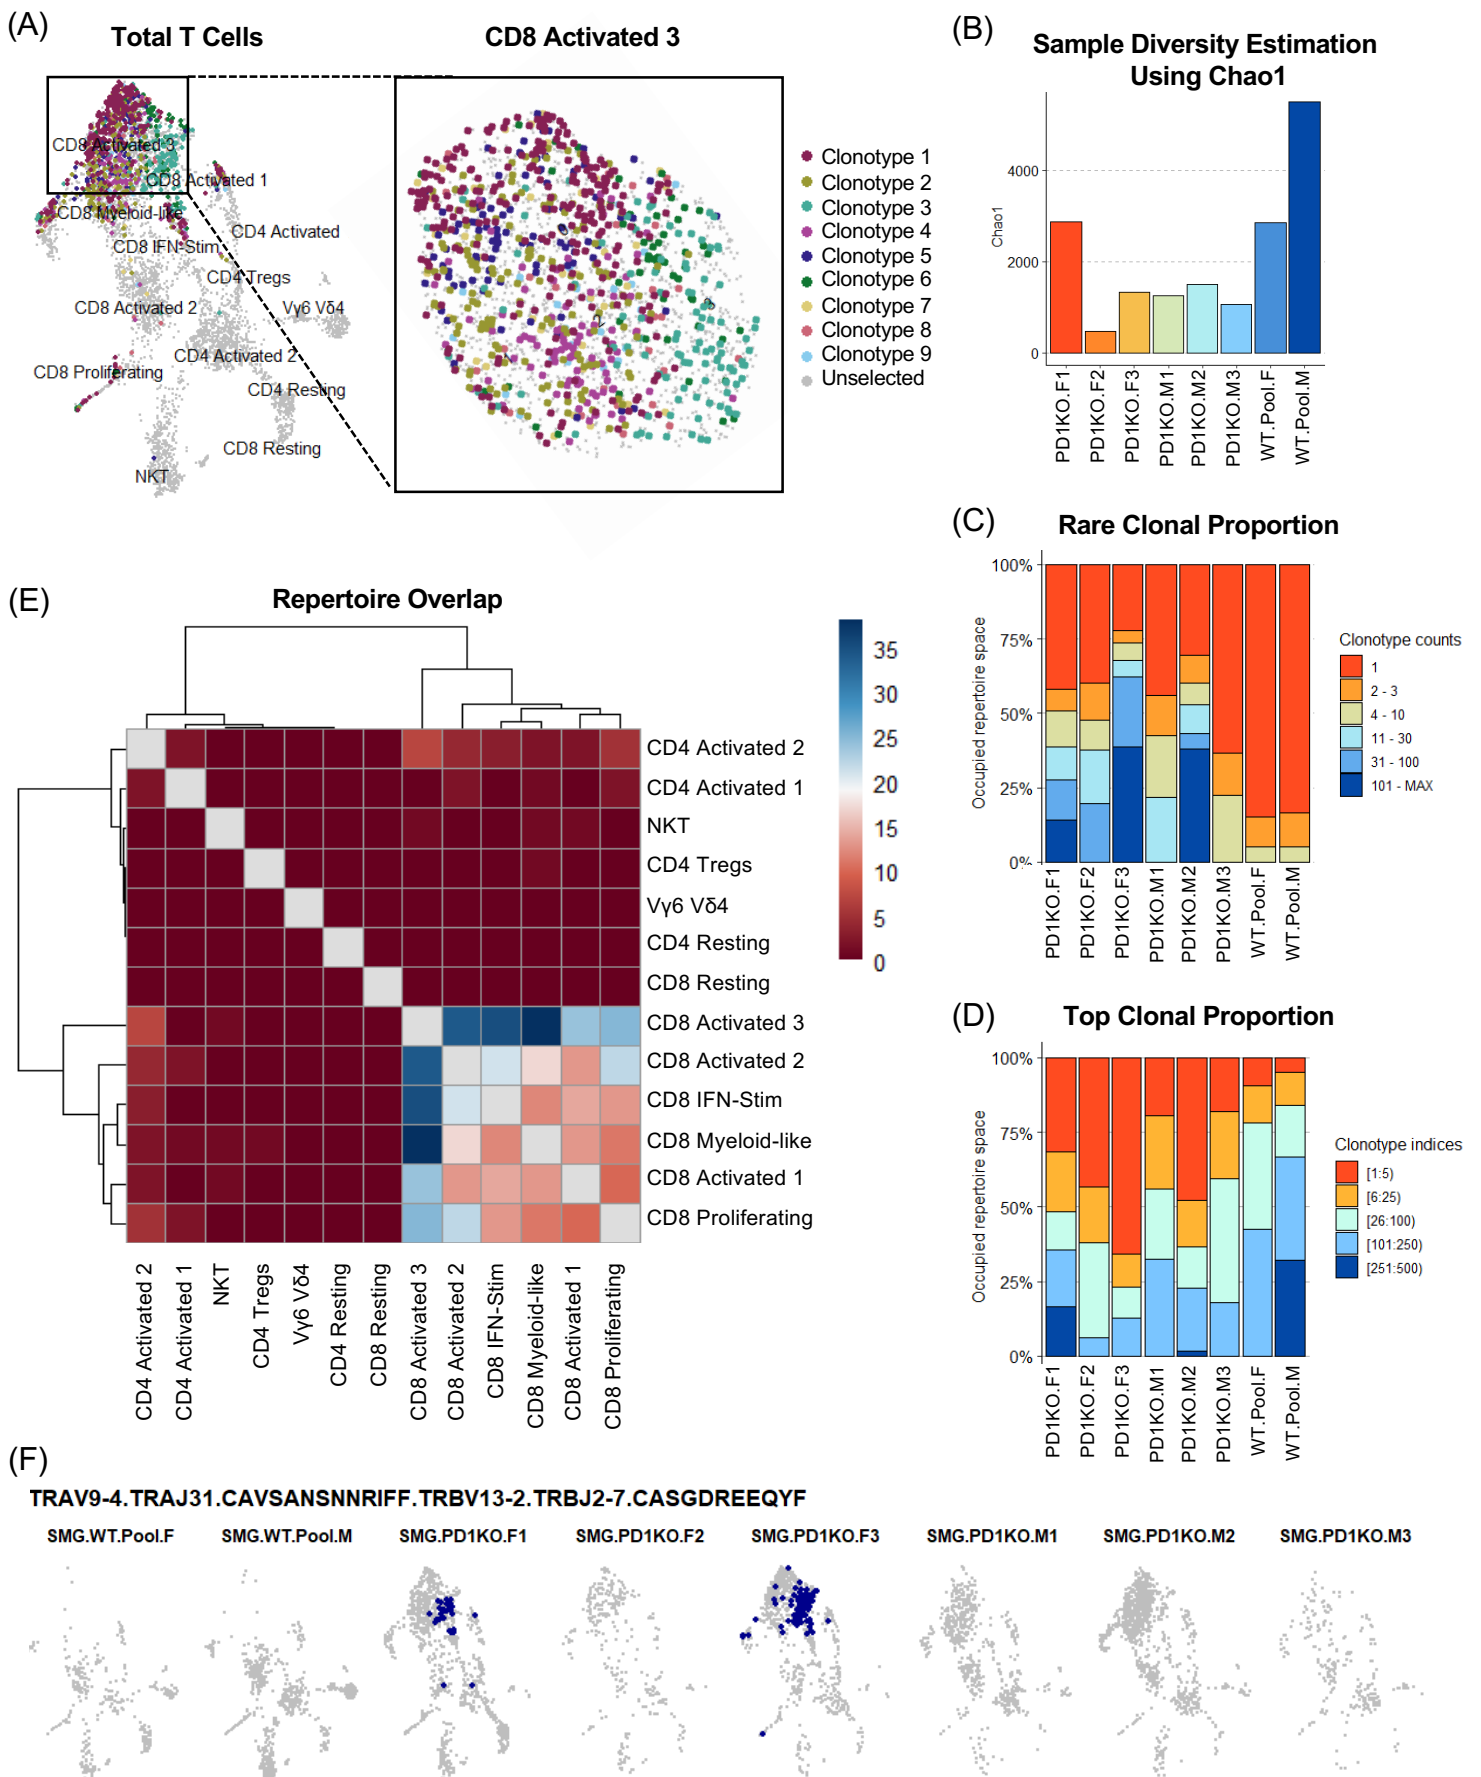 (A)
Total T Cells
CD8 Activated 3
CD8 Activated 3
CD8 Activated 1
CD8 Myeloid-like
CD4 Activated
CD8 IFN-Stim
CD4 Tregs
CD8 Activated 2
Vγ6 Vδ4
CD4 Activated 2
CD8 Proliferating
CD4 Resting
CD8 Resting
NKT
Clonotype 1
Clonotype 2
Clonotype 3
Clonotype 4
Clonotype 5
Clonotype 6
Clonotype 7
Clonotype 8
Clonotype 9
Unselected
(B)
Sample Diversity Estimation
Using Chao1
Chao1
4000
2000
0
PD1KO.F1
PD1KO.F2
PD1KO.F3
PD1KO.M1
PD1KO.M2
PD1KO.M3
WT.Pool.F
WT.Pool.M
(C)
Rare Clonal Proportion
Occupied repertoire space
100%
75%
50%
25%
0%
PD1KO.F1
PD1KO.F2
PD1KO.F3
PD1KO.M1
PD1KO.M2
PD1KO.M3
WT.Pool.F
WT.Pool.M
Clonotype counts
1
2 - 3
4 - 10
11 - 30
31 - 100
101 - MAX
(D)
Top Clonal Proportion
Occupied repertoire space
100%
75%
50%
25%
0%
PD1KO.F1
PD1KO.F2
PD1KO.F3
PD1KO.M1
PD1KO.M2
PD1KO.M3
WT.Pool.F
WT.Pool.M
Clonotype indices
[1:5)
[6:25)
[26:100)
[101:250)
[251:500)
(E)
Repertoire Overlap
35
30
25
20
15
10
5
0
CD4 Activated 2
CD4 Activated 1
NKT
CD4 Tregs
Vγ6 Vδ4
CD4 Resting
CD8 Resting
CD8 Activated 3
CD8 Activated 2
CD8 IFN-Stim
CD8 Myeloid-like
CD8 Activated 1
CD8 Proliferating
CD4 Activated 2
CD4 Activated 1
NKT
CD4 Tregs
Vγ6 Vδ4
CD4 Resting
CD8 Resting
CD8 Activated 3
CD8 Activated 2
CD8 IFN-Stim
CD8 Myeloid-like
CD8 Activated 1
CD8 Proliferating
(F)
TRAV9-4.TRAJ31.CAVSANSNNRIFF.TRBV13-2.TRBJ2-7.CASGDREEQYF
SMG.WT.Pool.F
SMG.WT.Pool.M
SMG.PD1KO.F1
SMG.PD1KO.F2
SMG.PD1KO.F3
SMG.PD1KO.M1
SMG.PD1KO.M2
SMG.PD1KO.M3